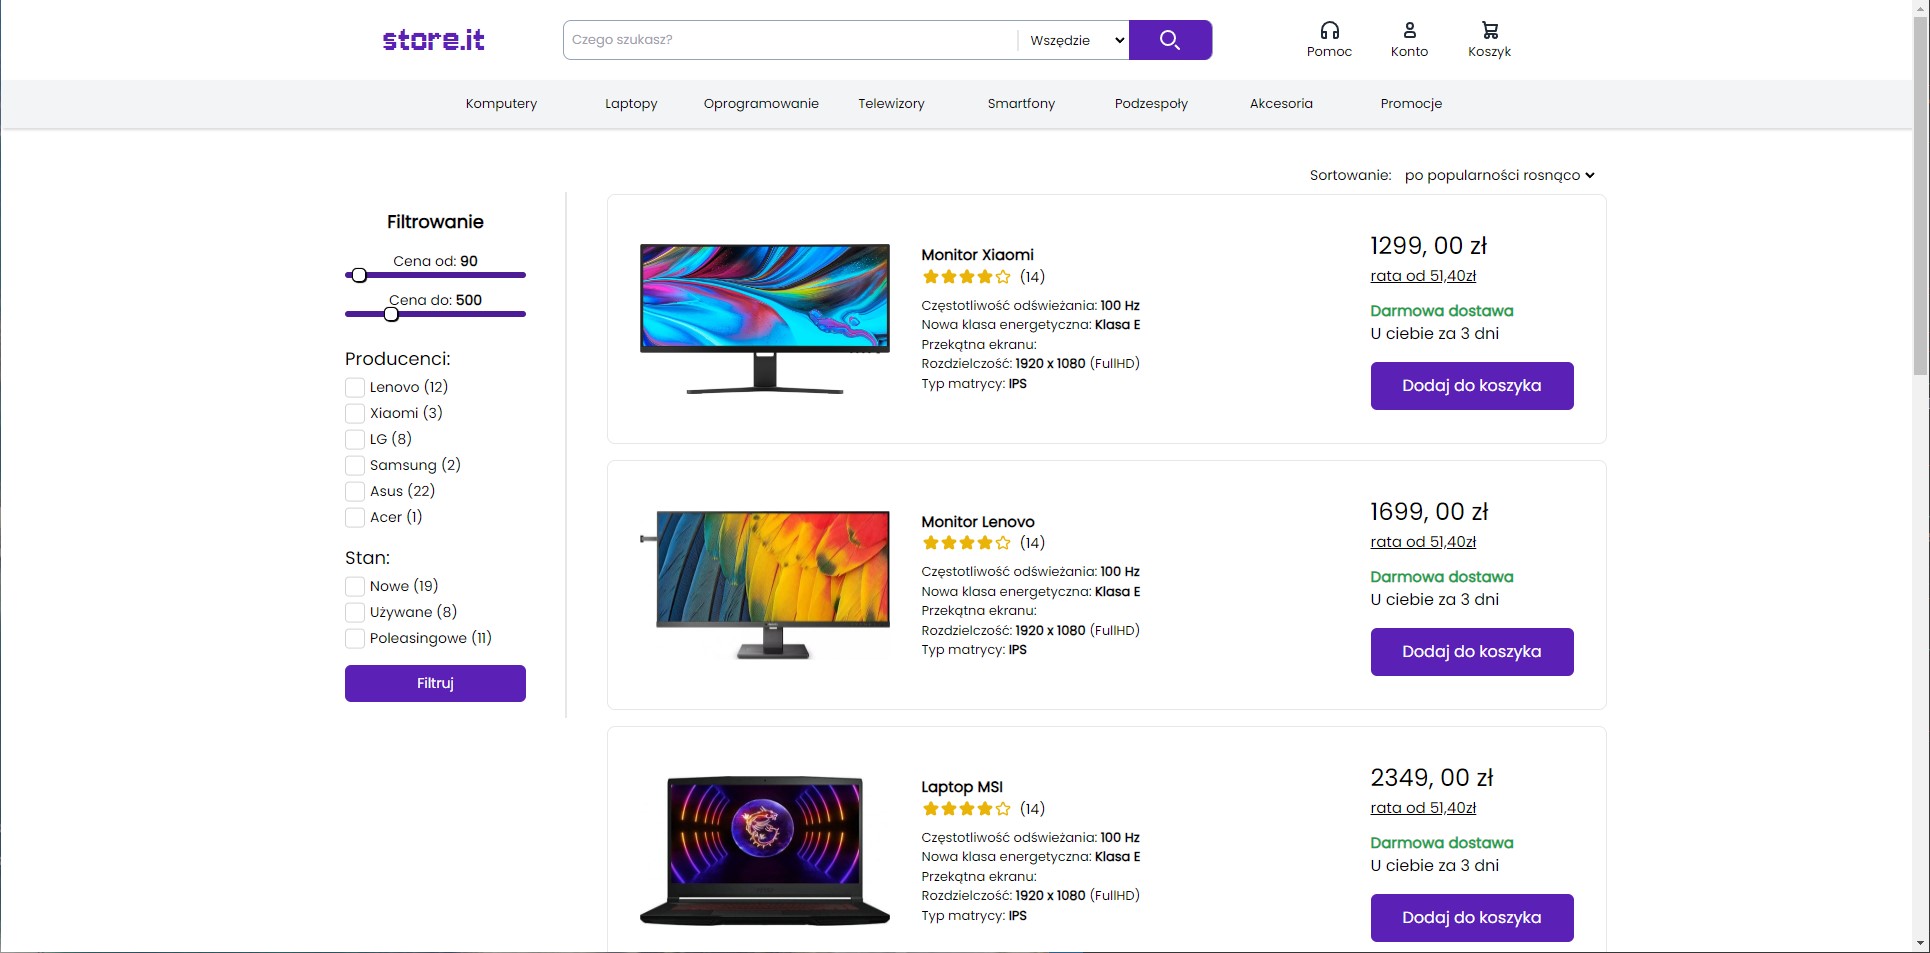 store.it
Czego szukasz?
Wszędzie
Pomoc
Konto
Koszyk
Komputery
Laptopy
Oprogramowanie
Telewizory
Smartfony
Podzespoły
Akcesoria
Promocje
Sortowanie: po popularności rosnąco
Filtrowanie
Cena od: 90
Cena do: 500
Producenci:
Lenovo (12)
Xiaomi (3)
LG (8)
Samsung (2)
Asus (22)
Acer (1)
Stan:
Nowe (19)
Używane (8)
Poleasingowe (11)
Filtruj
Monitor Xiaomi
(14)
Częstotliwość odświeżania: 100 Hz
Nowa klasa energetyczna: Klasa E
Przekątna ekranu:
Rozdzielczość: 1920 x 1080 (FullHD)
Typ matrycy: IPS
1299, 00 zł
rata od 51,40zł
Darmowa dostawa
U ciebie za 3 dni
Dodaj do koszyka
Monitor Lenovo
(14)
Częstotliwość odświeżania: 100 Hz
Nowa klasa energetyczna: Klasa E
Przekątna ekranu:
Rozdzielczość: 1920 x 1080 (FullHD)
Typ matrycy: IPS
1699, 00 zł
rata od 51,40zł
Darmowa dostawa
U ciebie za 3 dni
Dodaj do koszyka
Laptop MSI
(14)
Częstotliwość odświeżania: 100 Hz
Nowa klasa energetyczna: Klasa E
Przekątna ekranu:
Rozdzielczość: 1920 x 1080 (FullHD)
Typ matrycy: IPS
2349, 00 zł
rata od 51,40zł
Darmowa dostawa
U ciebie za 3 dni
Dodaj do koszyka